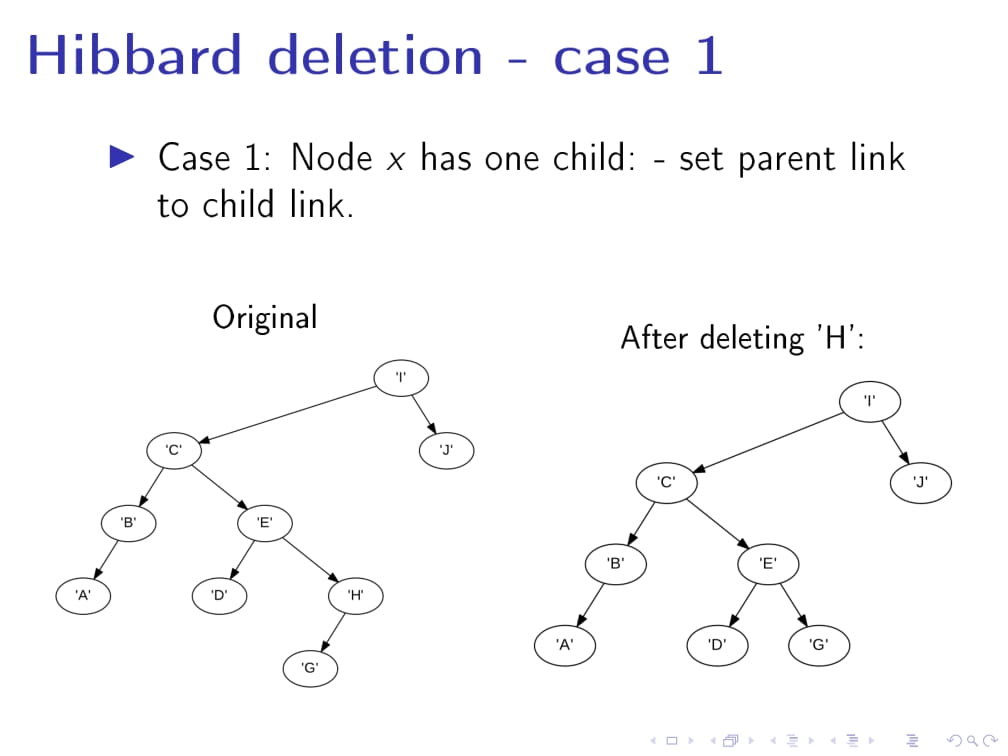 Hibbard deletion - case 1
Case 1: Node x has one child: - set parent link
to child link.
Original
'I'
'C'
'J'
'B'
'E'
'A'
'D'
'H'
'G'
After deleting 'H':
'I'
'C'
'J'
'B'
'E'
'A'
'D'
'G'